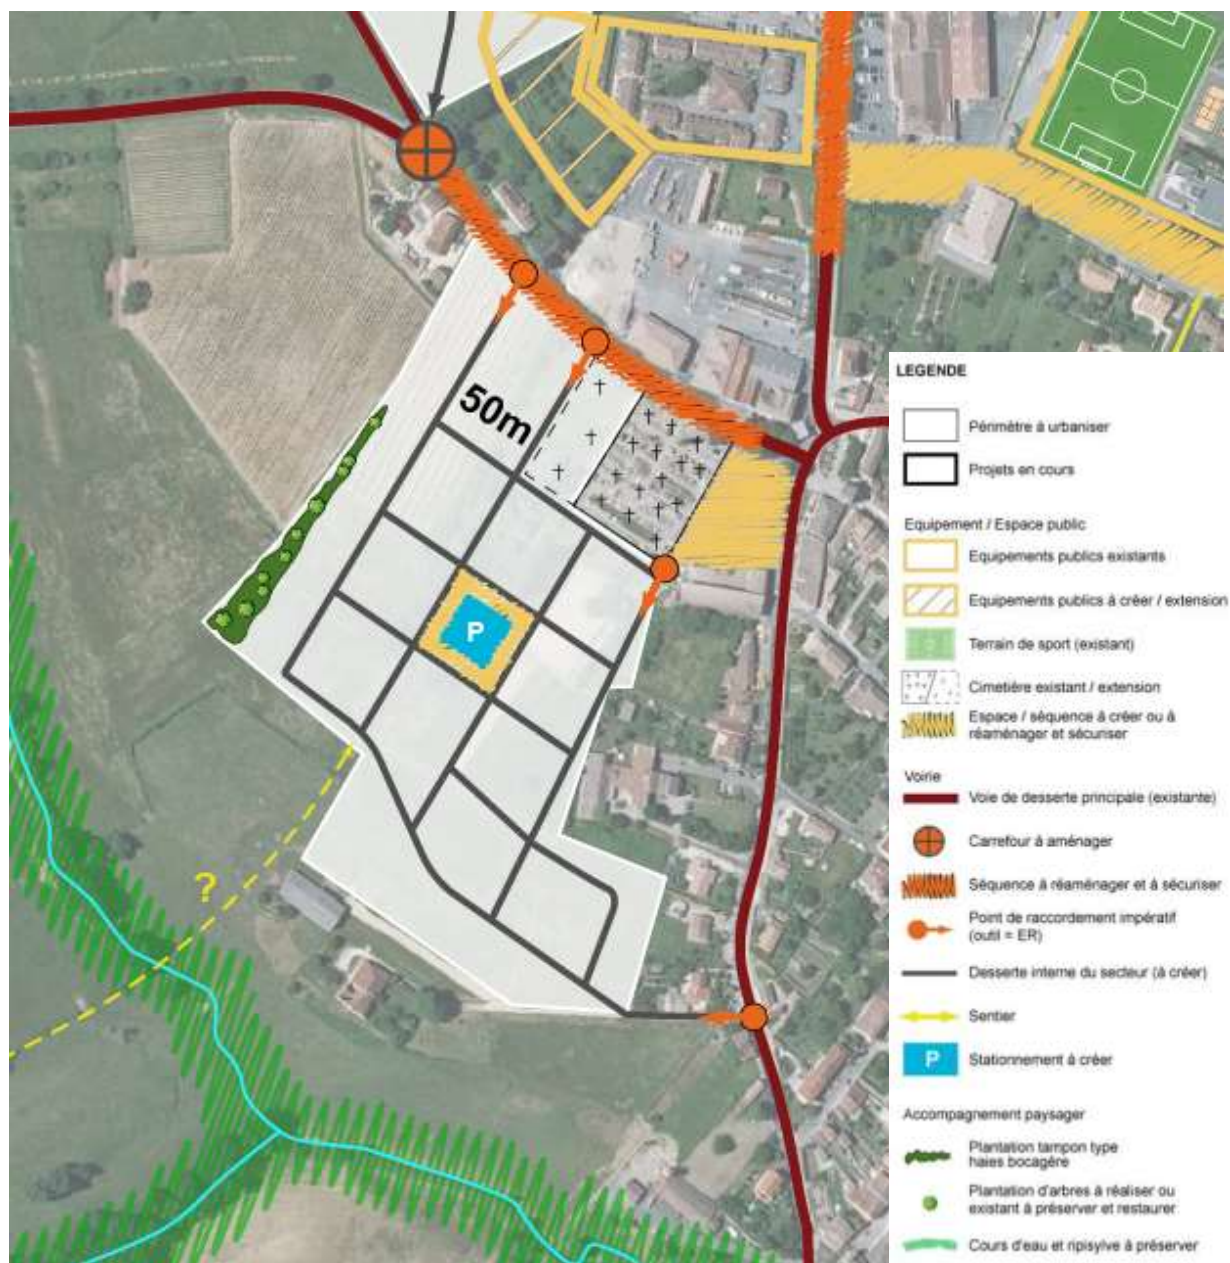 50m
P
?
LEGENDE
Périmètre à urbaniser
Projets en cours
Equipement / Espace public
Equipements publics existants
Equipements publics à créer / extension
Terrain de sport (existant)
Cimetière existant / extension
Espace / séquence à créer ou à
réaménager et sécuriser
Voirie
Voie de desserte principale (existante)
Carrefour à aménager
Séquence à réaménager et à sécuriser
Point de raccordement impératif
(outil = ER)
Desserte interne du secteur (à créer)
Sentier
P
Stationnement à créer
Accompagnement paysager
Plantation tampon type
haies bocagère
Plantation d'arbres à réaliser ou
existant à préserver et restaurer
Cours d'eau et ripisylve à préserver